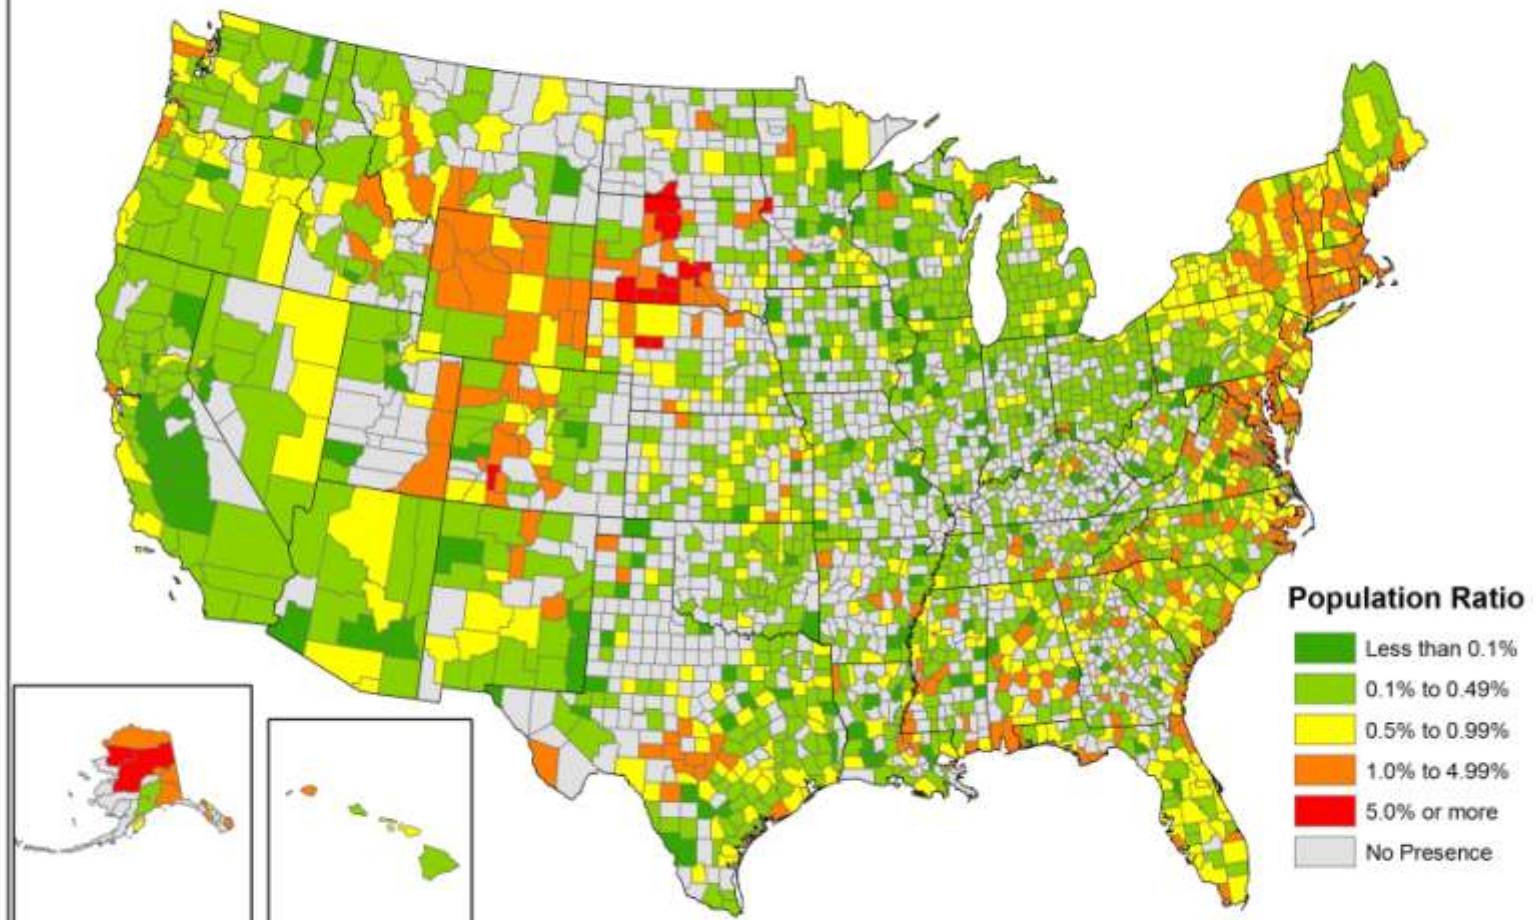 Population Ratio
Less than 0.1%
0.1% to 0.49%
0.5% to 0.99%
1.0% to 4.99%
5.0% or more
No Presence